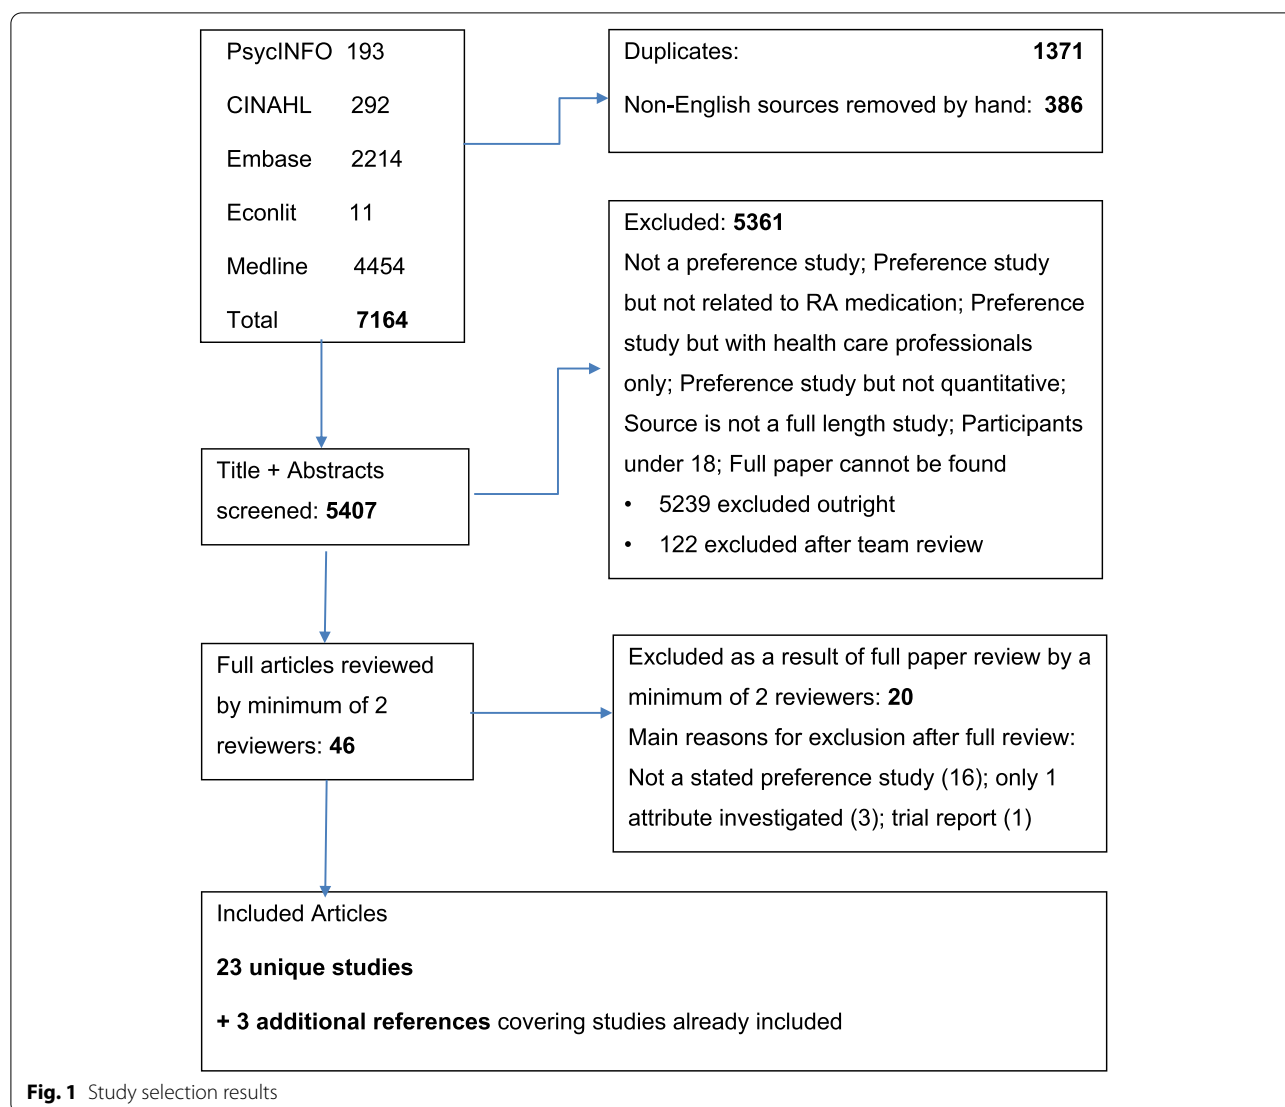 PsycINFO 193
CINAHL 292
Embase 2214
Econlit 11
Medline 4454
Total 7164
Duplicates: 1371
Non-English sources removed by hand: 386
Excluded: 5361
Not a preference study; Preference study
but not related to RA medication; Preference
study but with health care professionals
only; Preference study but not quantitative;
Source is not a full length study; Participants
under 18; Full paper cannot be found
• 5239 excluded outright
• 122 excluded after team review
Title + Abstracts
screened: 5407
Full articles reviewed
by minimum of 2
reviewers: 46
Excluded as a result of full paper review by a
minimum of 2 reviewers: 20
Main reasons for exclusion after full review:
Not a stated preference study (16); only 1
attribute investigated (3); trial report (1)
Included Articles
23 unique studies
+ 3 additional references covering studies already included
Fig. 1 Study selection results